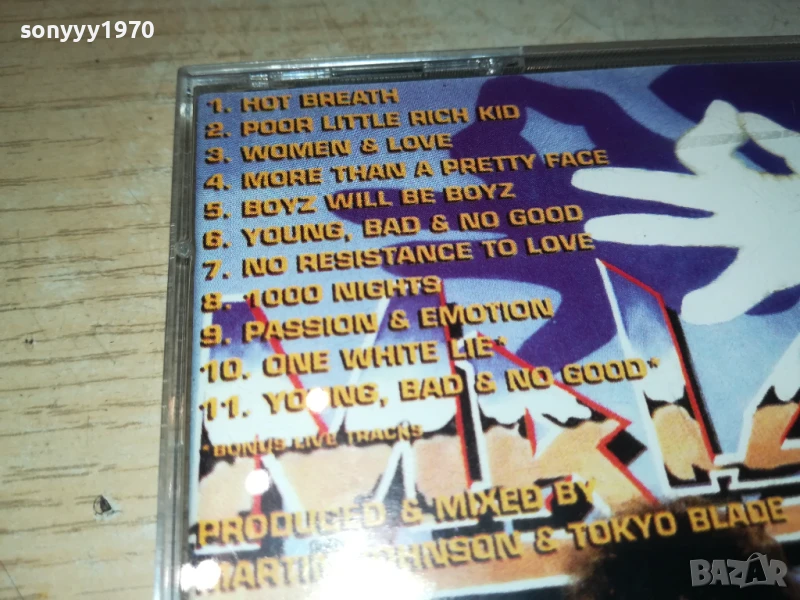 sonyyy1970
1. HOT BREATH
2. POOR LITTLE RICH KID
3. WOMEN & LOVE
4. MORE THAN A PRETTY FACE
5. BOYZ WILL BE BOYZ
6. YOUNG, BAD & NO GOOD
7. NO RESISTANCE TO LOVE
8. 1000 NIGHTS
9. PASSION & EMOTION
10. ONE WHITE LIE*
11. YOUNG, BAD & NO GOOD*
*BONUS LIVE TRACKS
PRODUCED & MIXED BY
MARTIN JOHNSON & TOKYO BLADE
BAZAR
bazar.bg